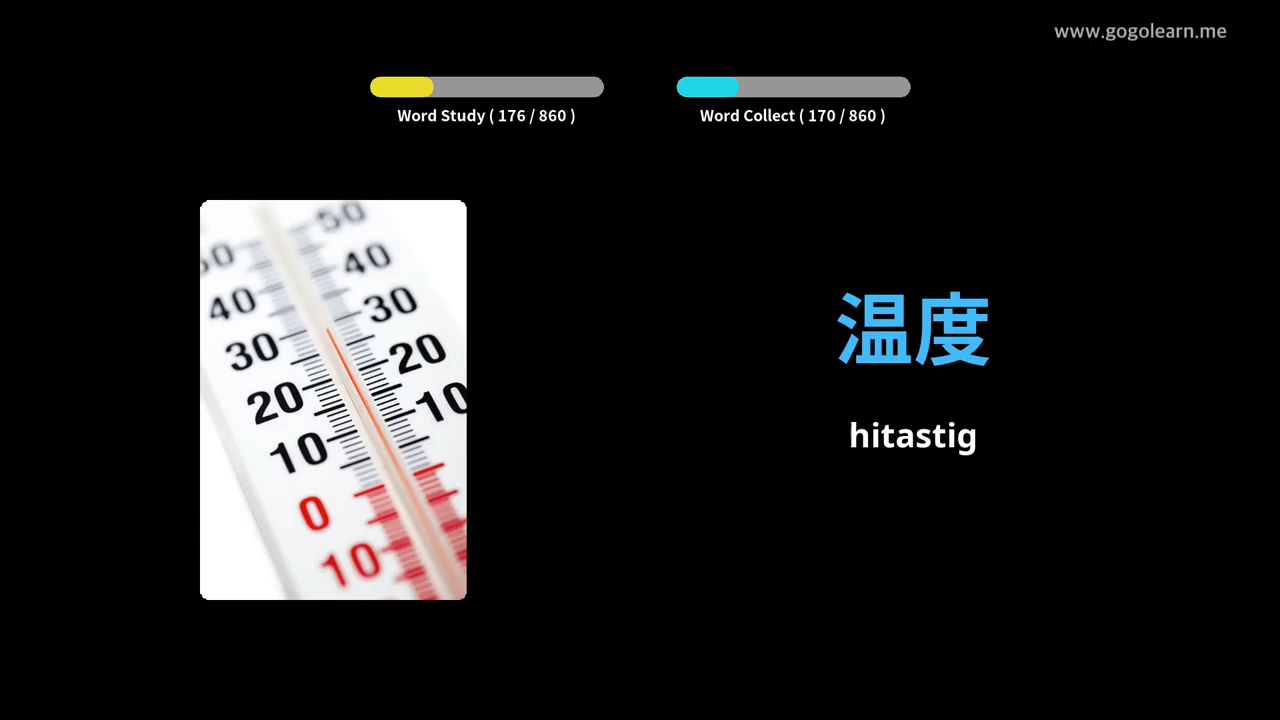 www.gogolearn.me
Word Study ( 176 / 860 )
Word Collect ( 170 / 860 )
50
50
40
40
30
30
20
20
10
10
0
10
温度
hitastig